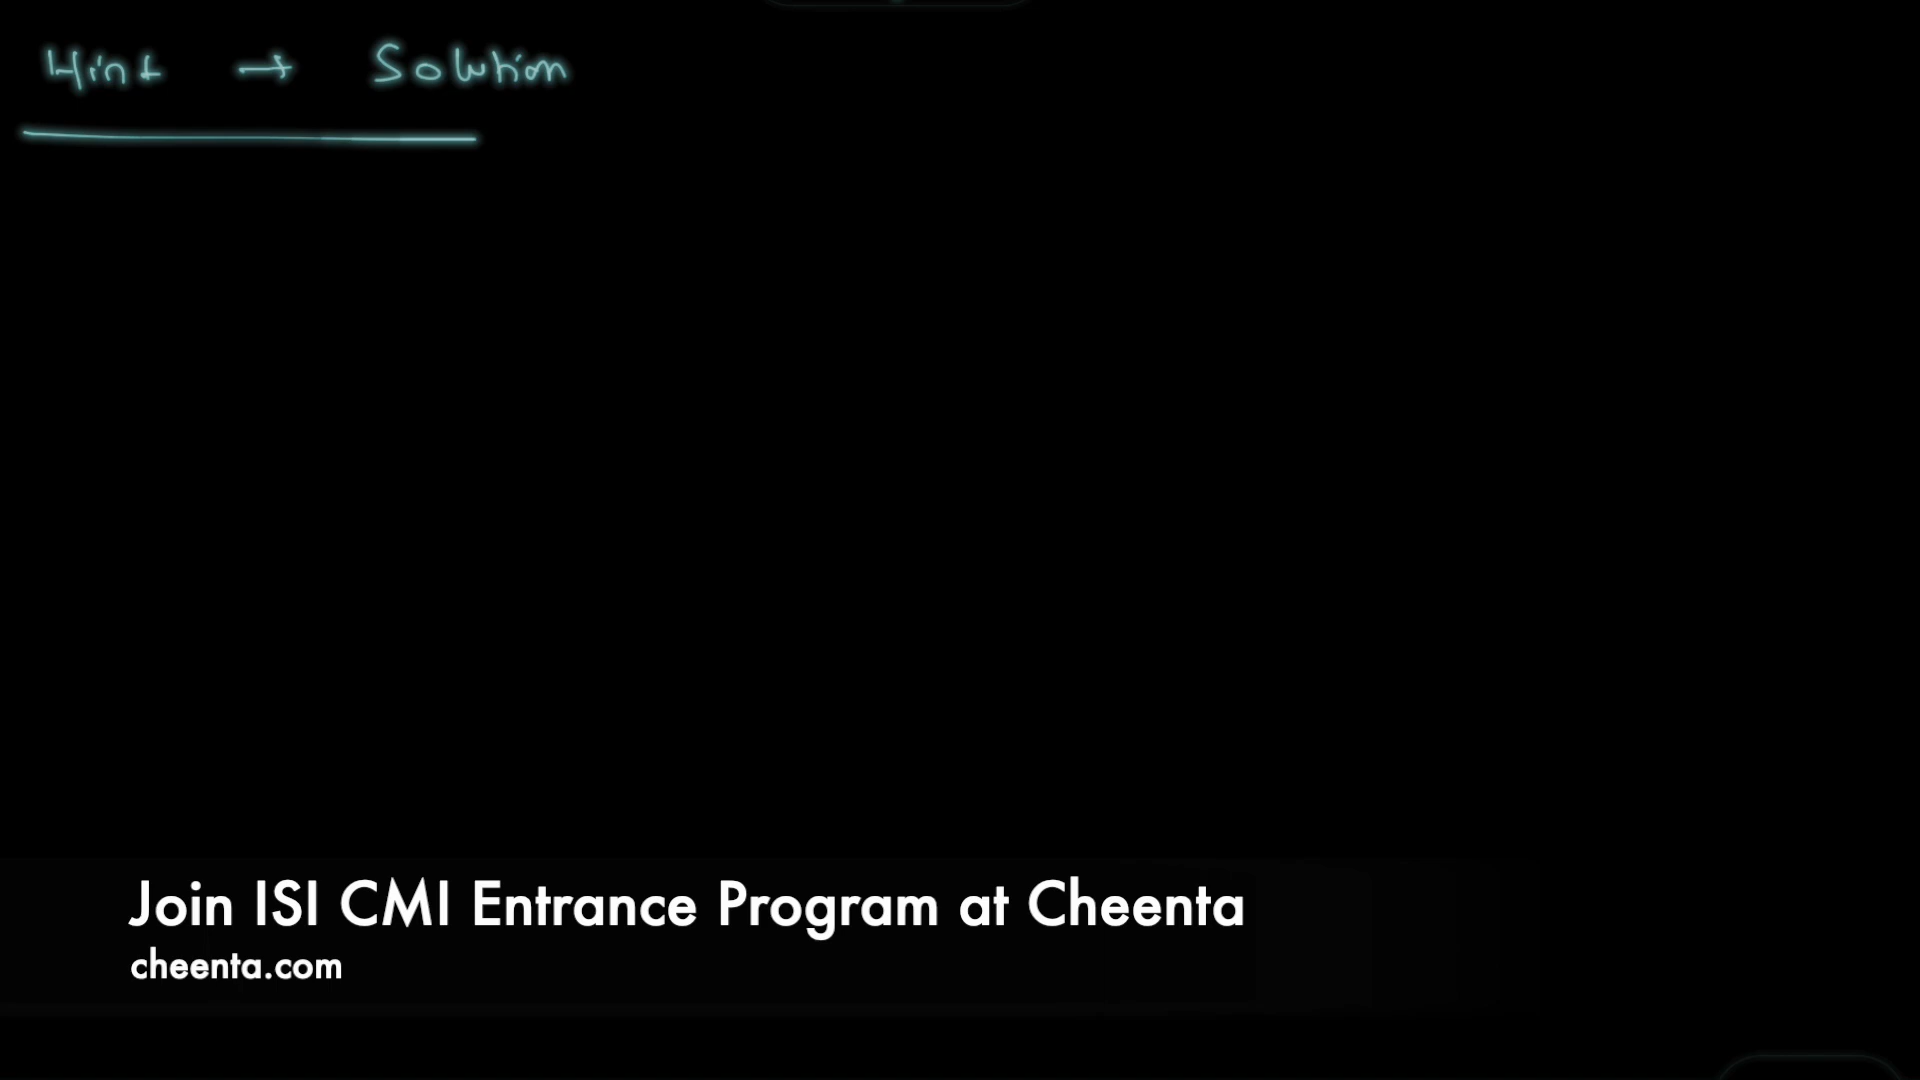 Hint → Solution
Join ISI CMI Entrance Program at Cheenta
cheenta.com